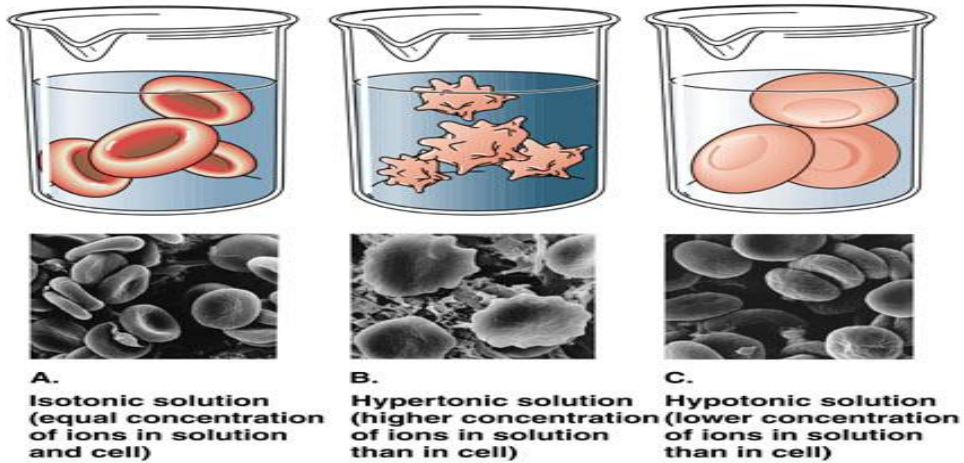 A.
Isotonic solution
(equal concentration
of ions in solution
and cell)
B.
Hypertonic solution
(higher concentration
of ions in solution
than in cell)
C.
Hypotonic solution
(lower concentration
of ions in solution
than in cell)